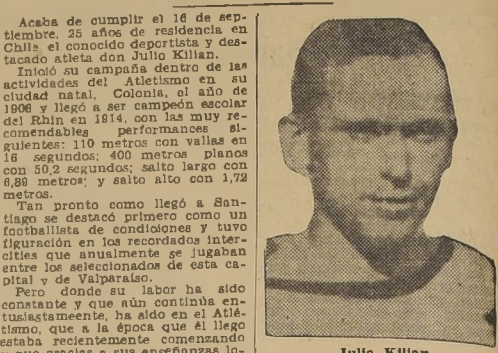 Acaba de cumplir el 16 de sep-
tiembre, 25 años de residencia en
Chile el conocido deportista y des-
tacado atleta don Julio Kilian.
Inició su campaña dentro de las
actividades del Atletismo en su
ciudad natal, Colonia, el año de
1906 y llegó a ser campeón escolar
del Rhin en 1914, con las muy re-
comendables performances si-
guientes: 110 metros con vallas en
16 segundos; 400 metros planos
con 50,2 segundos; salto largo con
6,89 metros; y salto alto con 1,72
metros.
Tan pronto como llegó a San-
tiago se destacó primero como un
footballista de condiciones y tuvo
figuración en los recordados inter-
cities que anualmente se jugaban
entre los seleccionados de esta ca-
pital y de Valparaíso.
Pero donde su labor ha sido
constante y que aún continúa en-
tusiastamente, ha sido en el Atle-
tismo, que a la época que él llego
estaba recientemente comenzando
que gracias a sus enseñanzas lo-
Julio Kilian